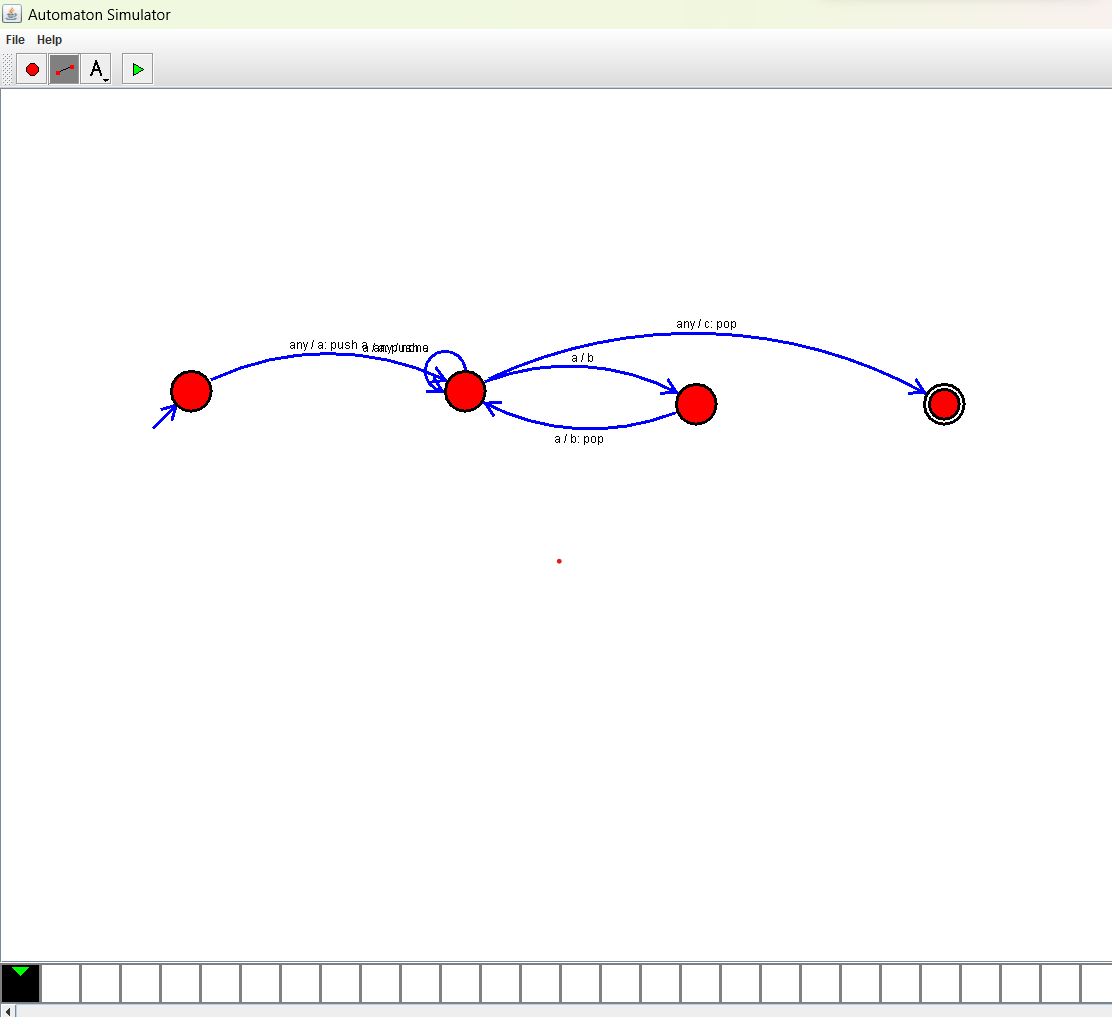 Automaton Simulator
File Help
A
any / c: pop
any / a: push a
a / b
a / b: pop